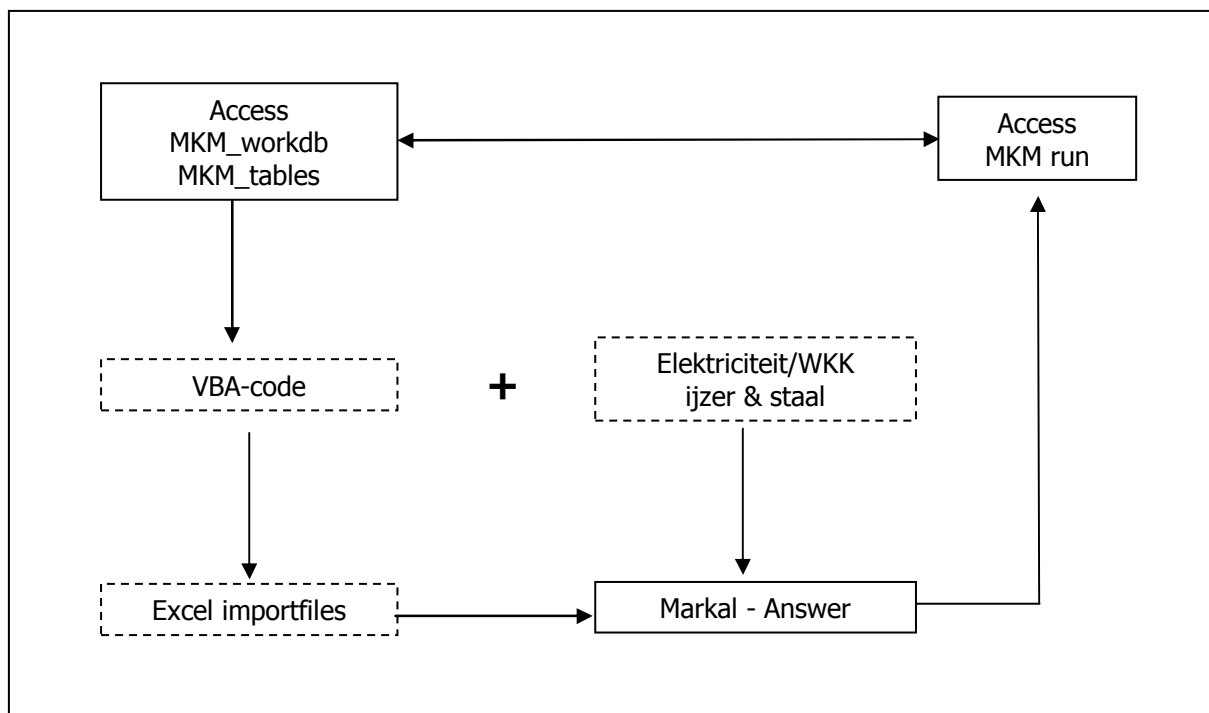 Access
MKM_workdb
MKM_tables
Access
MKM run
VBA-code
+
Elektriciteit/WKK
ijzer & staal
Excel importfiles
Markal - Answer